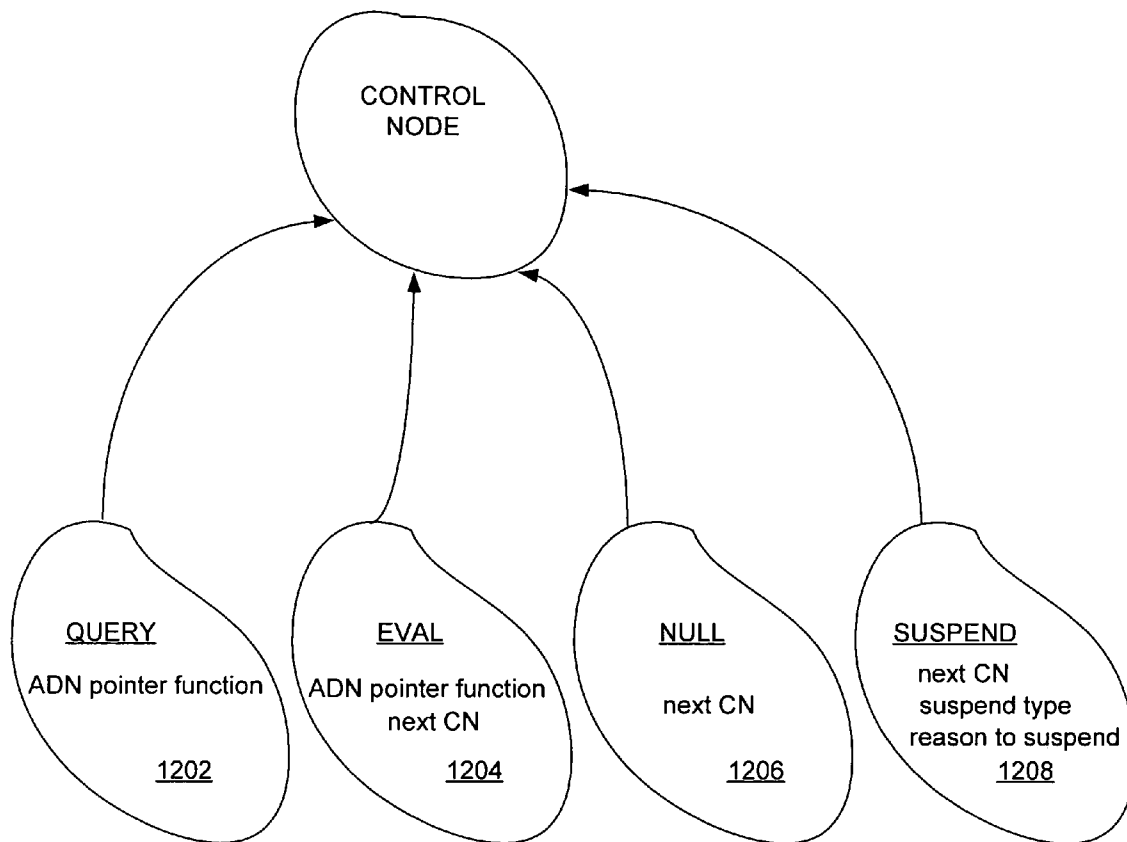 CONTROL
NODE
QUERY
ADN pointer function
1202
EVAL
ADN pointer function
next CN
1204
NULL
next CN
1206
SUSPEND
next CN
suspend type
reason to suspend
1208